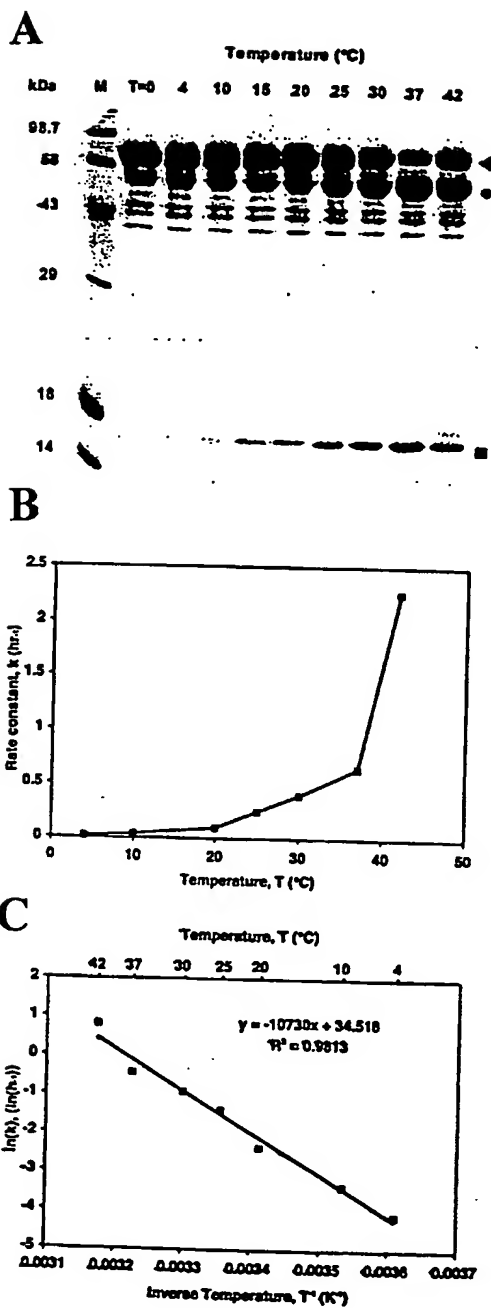 A
Temperature (°C)
kDa M T=0 4 10 15 20 25 30 37 42
98.7
68
43
29
18
14
B
2.5
2
1.5
1
0.5
0
Rate constant, k (hr-1)
0 10 20 30 40 50
Temperature, T (°C)
C
Temperature, T (°C)
42 37 30 25 20 10 4
2
1
0
-1
-2
-3
-4
-5
ln(k), (ln(h-1))
y = -10730x + 34.518
R² = 0.9813
0.0031 0.0032 0.0033 0.0034 0.0035 0.0036 0.0037
Inverse Temperature, T-1 (K-1)